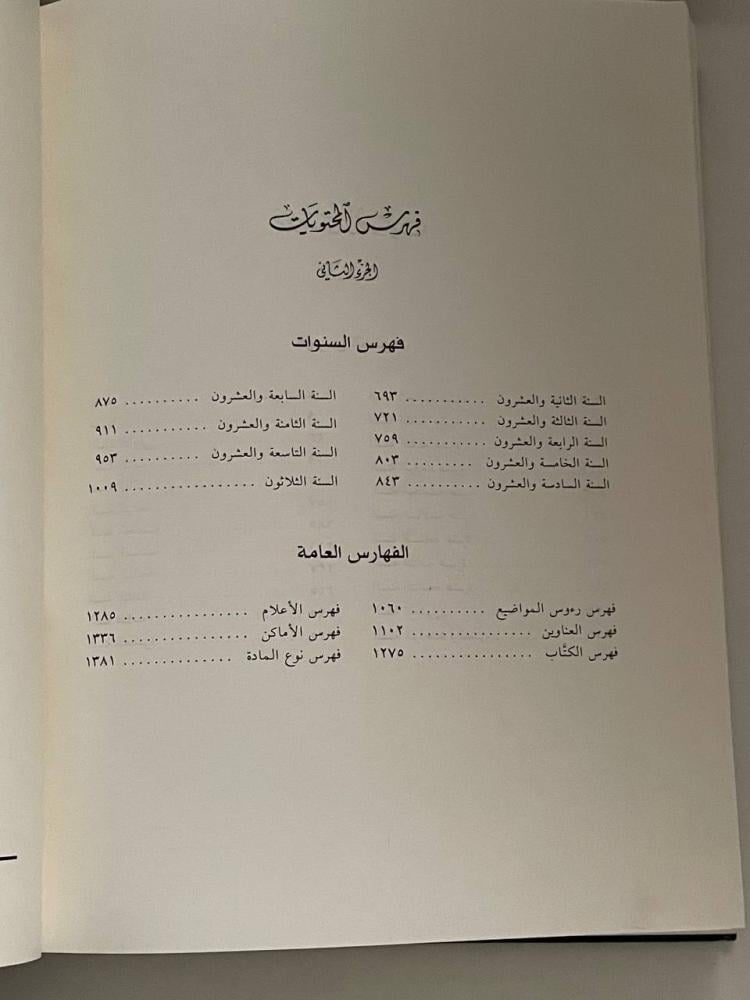 فهرس المحتويات
الجزء الثاني
فهرس السنوات
السنة الثانية والعشرون .......... ٦٩٣
السنة الثالثة والعشرون .......... ٧٢١
السنة الرابعة والعشرون .......... ٧٥٩
السنة الخامسة والعشرون ......... ٨٠٣
السنة السادسة والعشرون ......... ٨٤٣
السنة السابعة والعشرون .......... ٨٧٥
السنة الثامنة والعشرون ........... ٩١١
السنة التاسعة والعشرون .......... ٩٥٣
السنة الثلاثون .................. ١٠٠٩
الفهارس العامة
فهرس رءوس المواضيع .......... ١٠٦٠
فهرس العناوين ................ ١١٠٢
فهرس الكتَّاب ................ ١٢٧٥
فهرس الأعلام ................ ١٢٨٥
فهرس الأماكن ................ ١٣٣٦
فهرس نوع المادة .............. ١٣٨١